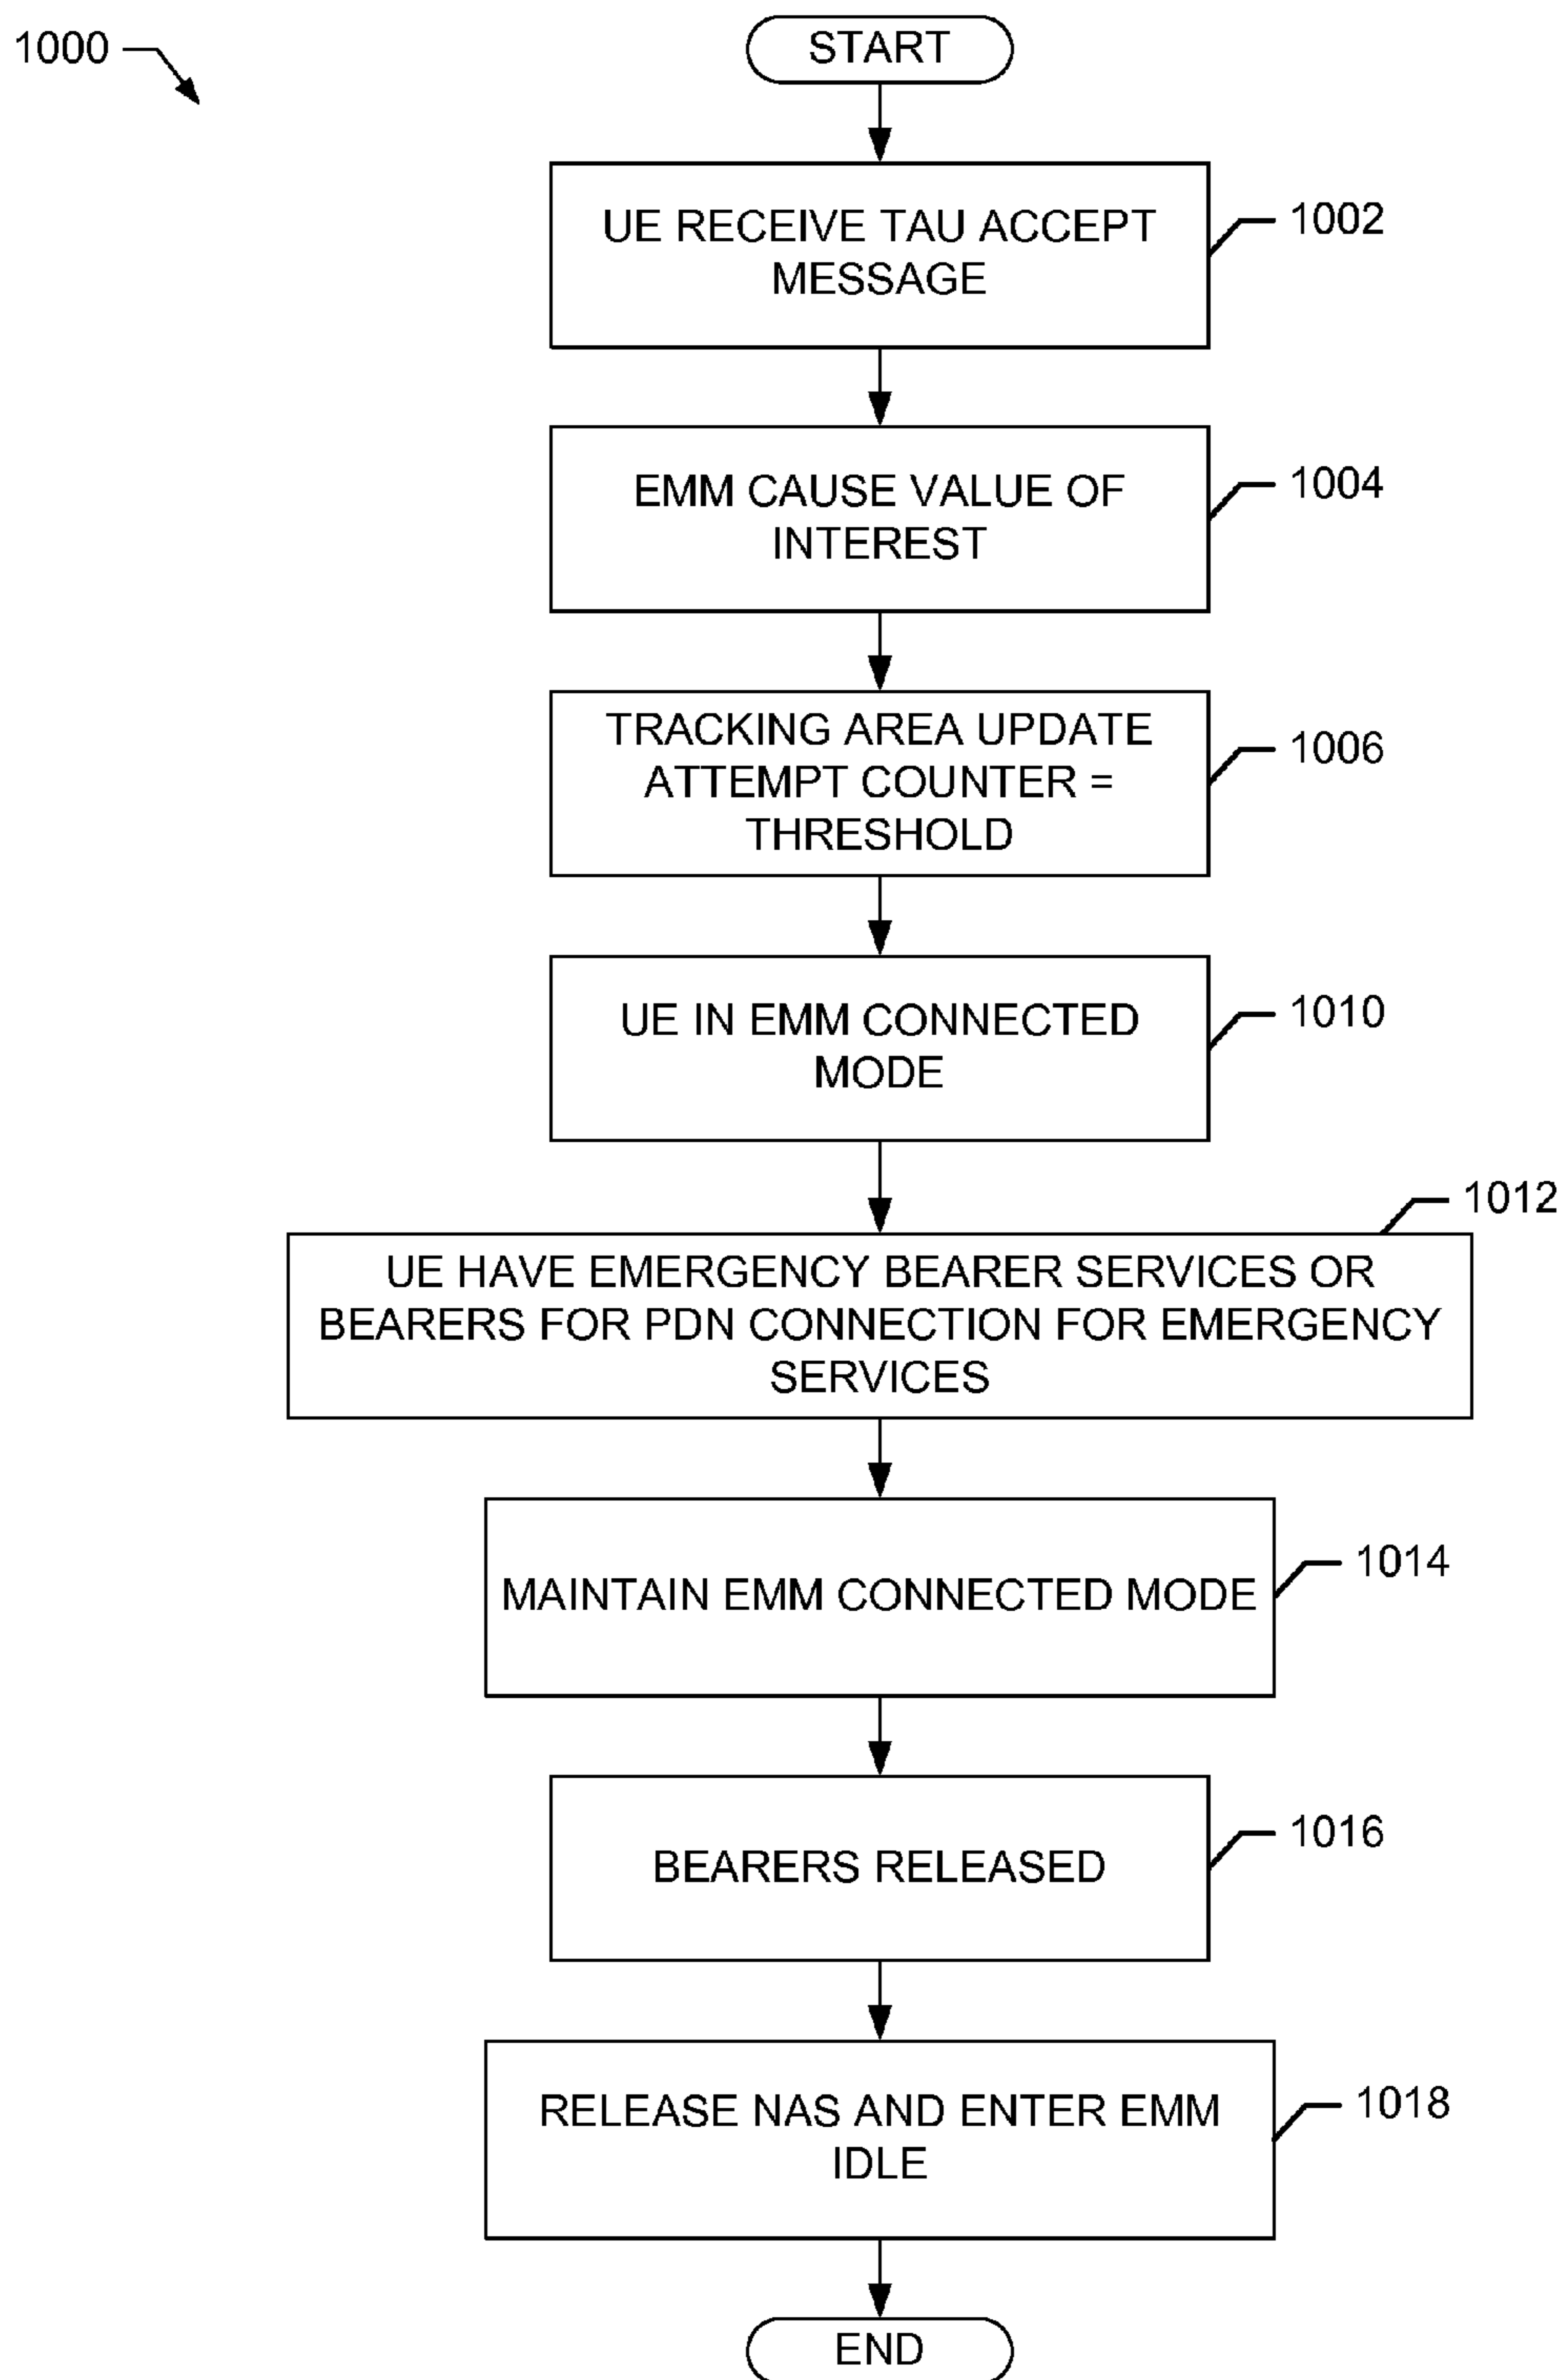 1000
START
UE RECEIVE TAU ACCEPT
MESSAGE
1002
EMM CAUSE VALUE OF
INTEREST
1004
TRACKING AREA UPDATE
ATTEMPT COUNTER =
THRESHOLD
1006
UE IN EMM CONNECTED
MODE
1010
1012
UE HAVE EMERGENCY BEARER SERVICES OR
BEARERS FOR PDN CONNECTION FOR EMERGENCY
SERVICES
MAINTAIN EMM CONNECTED MODE
1014
BEARERS RELEASED
1016
RELEASE NAS AND ENTER EMM
IDLE
1018
END